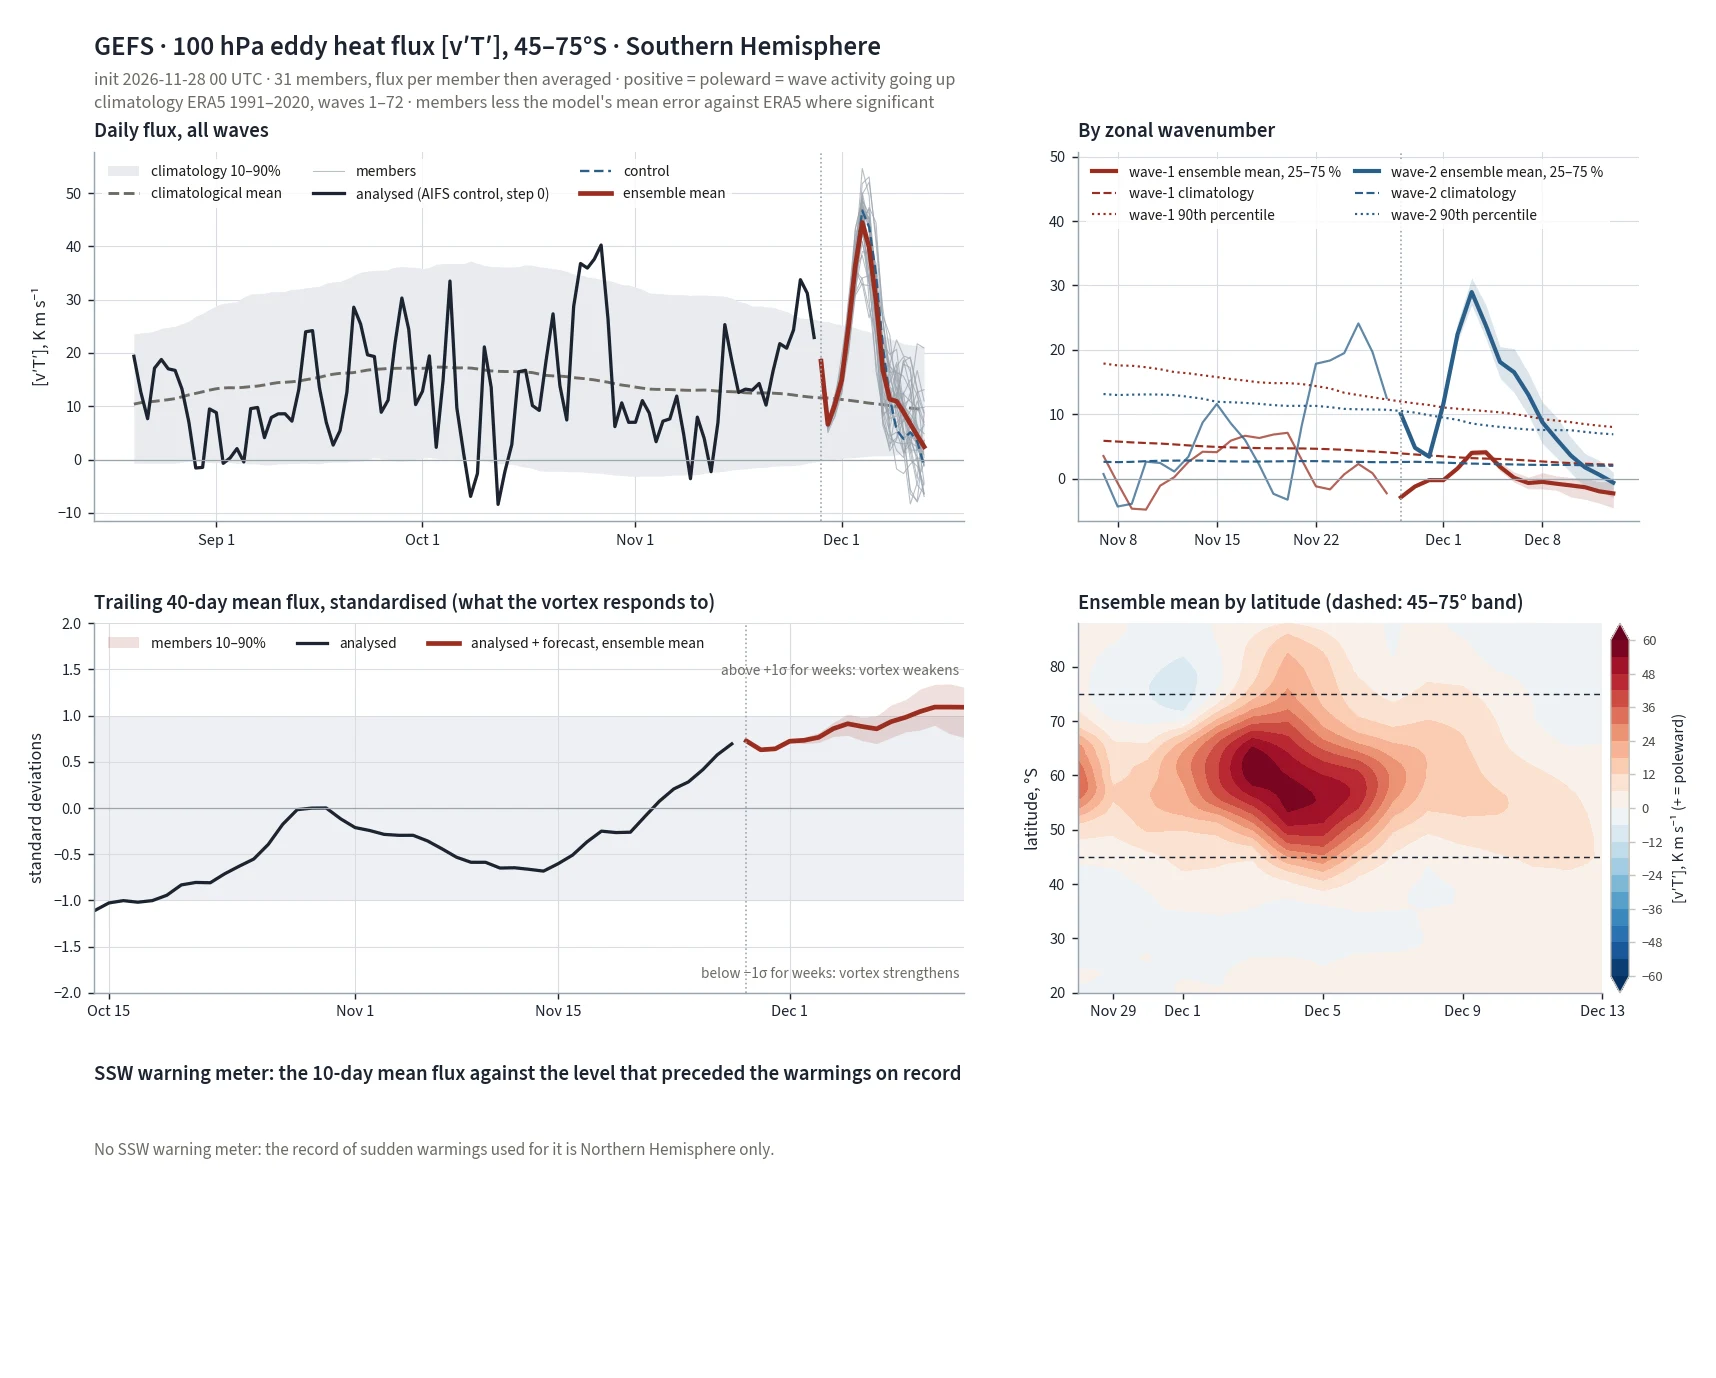 GEFS · 100 hPa eddy heat flux [v′T′], 45–75°S · Southern Hemisphere
init 2026-11-28 00 UTC · 31 members, flux per member then averaged · positive = poleward = wave activity going up
climatology ERA5 1991–2020, waves 1–72 · members less the model's mean error against ERA5 where significant
Daily flux, all waves
climatology 10–90%
climatological mean
members
analysed (AIFS control, step 0)
control
ensemble mean
50
40
30
20
10
0
−10
[v′T′], K m s⁻¹
Sep 1
Oct 1
Nov 1
Dec 1
By zonal wavenumber
wave-1 ensemble mean, 25–75 %
wave-1 climatology
wave-1 90th percentile
wave-2 ensemble mean, 25–75 %
wave-2 climatology
wave-2 90th percentile
50
40
30
20
10
0
Nov 8
Nov 15
Nov 22
Dec 1
Dec 8
Trailing 40-day mean flux, standardised (what the vortex responds to)
members 10–90%
analysed
analysed + forecast, ensemble mean
above +1σ for weeks: vortex weakens
below −1σ for weeks: vortex strengthens
2.0
1.5
1.0
0.5
0.0
−0.5
−1.0
−1.5
−2.0
standard deviations
Oct 15
Nov 1
Nov 15
Dec 1
Ensemble mean by latitude (dashed: 45–75° band)
80
70
60
50
40
30
20
latitude, °S
Nov 29
Dec 1
Dec 5
Dec 9
Dec 13
60
48
36
24
12
0
−12
−24
−36
−48
−60
[v′T′], K m s⁻¹ (+ = poleward)
SSW warning meter: the 10-day mean flux against the level that preceded the warmings on record
No SSW warning meter: the record of sudden warmings used for it is Northern Hemisphere only.